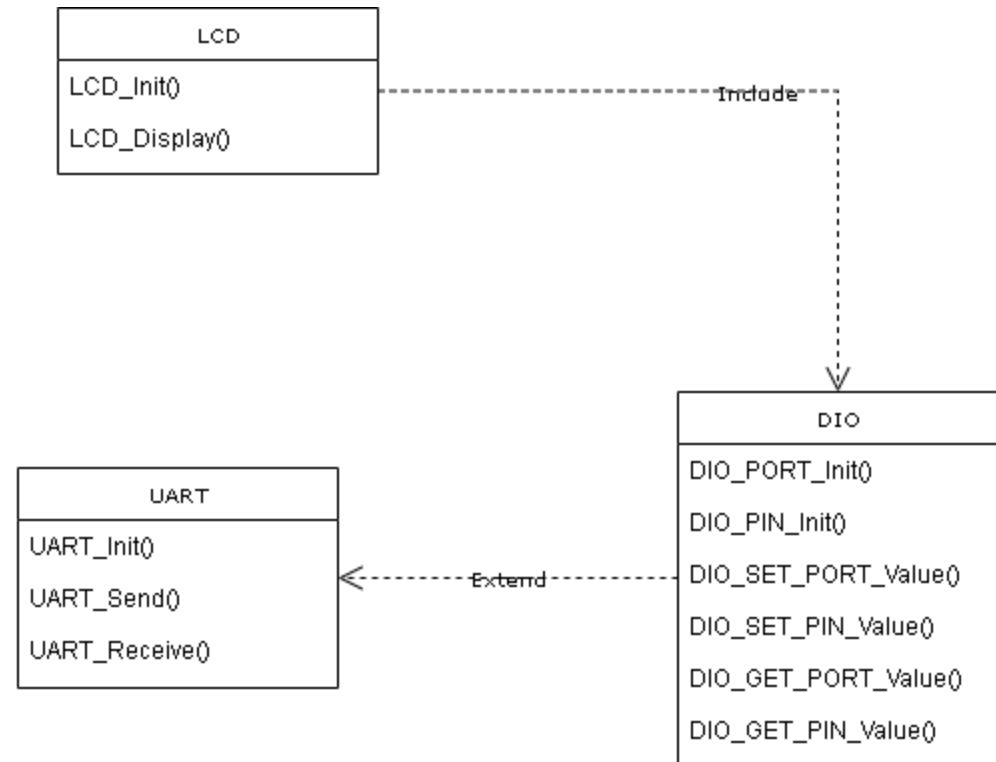 LCD
LCD_Init()
LCD_Display()
Include
DIO
DIO_PORT_Init()
DIO_PIN_Init()
DIO_SET_PORT_Value()
DIO_SET_PIN_Value()
DIO_GET_PORT_Value()
DIO_GET_PIN_Value()
Extend
UART
UART_Init()
UART_Send()
UART_Receive()